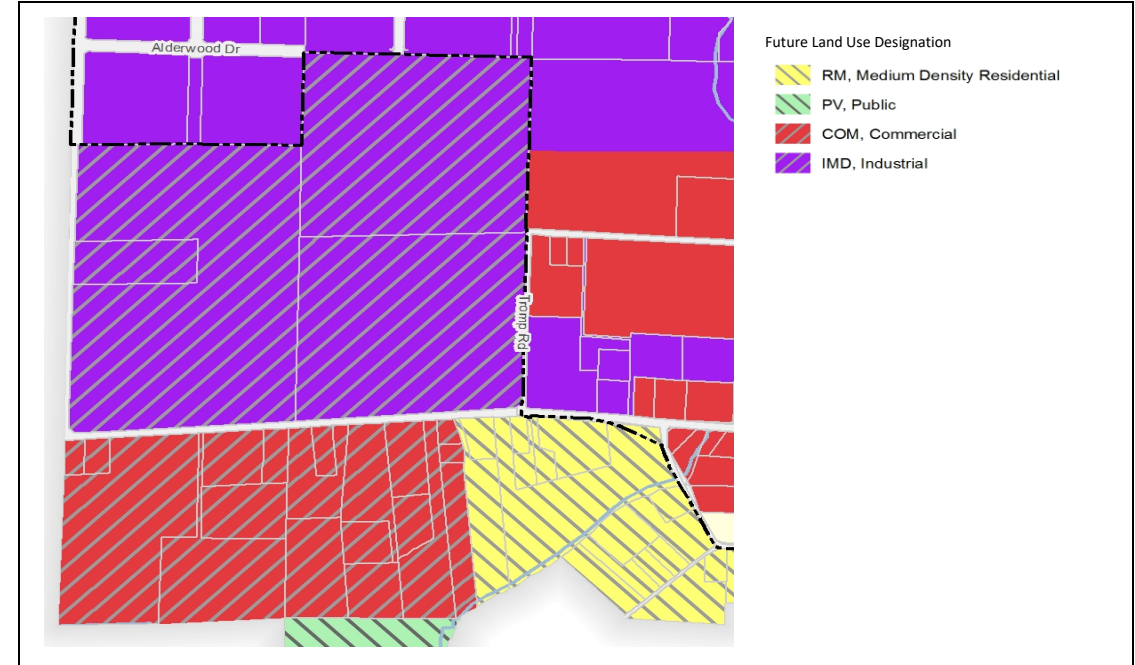 Alderwood Dr
Tromp Rd
Future Land Use Designation
RM, Medium Density Residential
PV, Public
COM, Commercial
IMD, Industrial